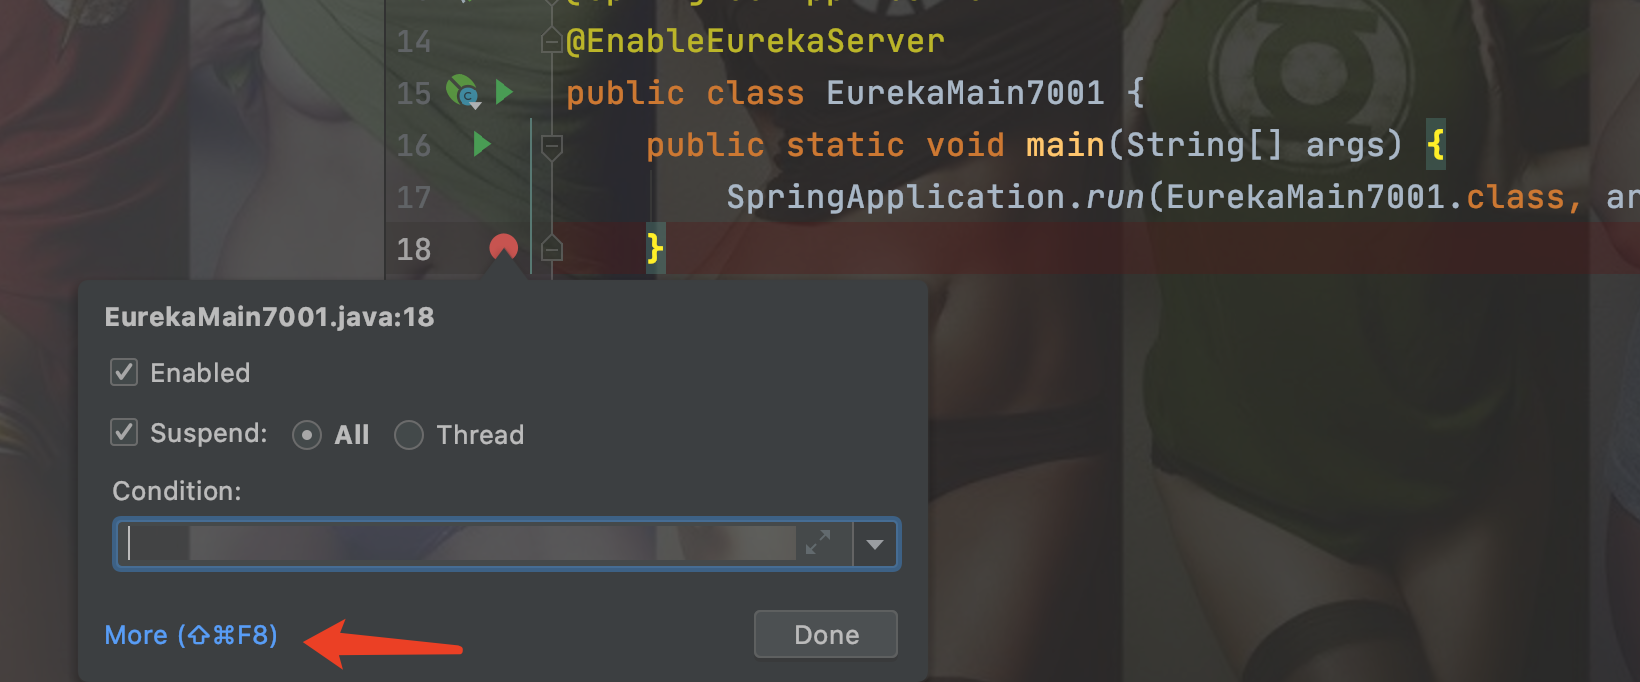 14 @EnableEurekaServer
15 public class EurekaMain7001 {
16 public static void main(String[] args) {
17 SpringApplication.run(EurekaMain7001.class,
18 }
EurekaMain7001.java:18
Enabled
Suspend: All Thread
Condition:
More (⇧⌘F8) Done